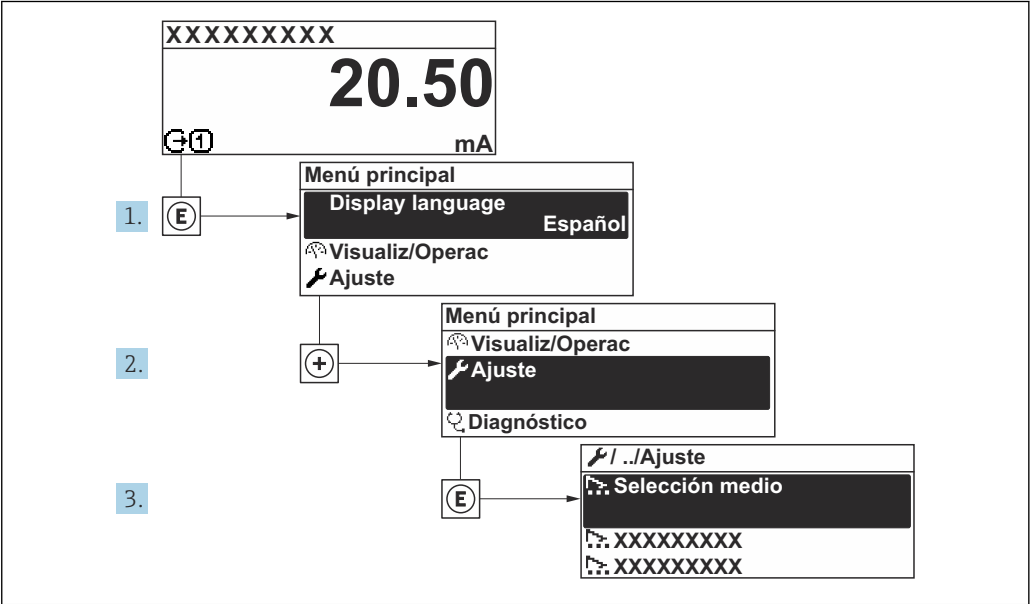 XXXXXXXXX
20.50
1 mA
1. E
Menú principal
Display language
Español
Visualiz/Operac
Ajuste
2. +
Menú principal
Visualiz/Operac
Ajuste
Diagnóstico
3. E
/ ../Ajuste
Selección medio
XXXXXXXXX
XXXXXXXXX